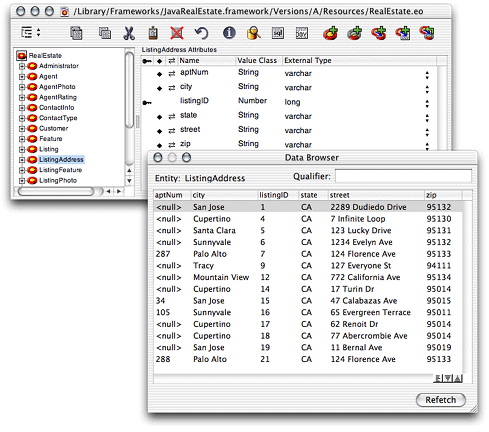 /Library/Frameworks/JavaRealEstate.framework/Versions/A/Resources/RealEstate.eo
RealEstate
Administrator
Agent
AgentPhoto
AgentRating
ContactInfo
ContactType
Customer
Feature
Listing
ListingAddress
ListingFeature
ListingPhoto
ListingAddress Attributes
Name Value Class External Type
aptNum String varchar
city String varchar
listingID Number long
state String varchar
street String varchar
zip String varchar
Data Browser
Entity: ListingAddress Qualifier:
aptNum city listingID state street zip
<null> San Jose 1 CA 2289 Dudiedo Drive 95132
<null> Cupertino 4 CA 7 Infinite Loop 95130
<null> Santa Clara 5 CA 123 Lucky Drive 95131
<null> Sunnyvale 6 CA 1234 Evelyn Ave 95132
287 Palo Alto 7 CA 124 Florence Ave 95133
<null> Tracy 9 CA 127 Everyone St 94111
<null> Mountain View 12 CA 772 California Ave 95134
<null> Cupertino 14 CA 17 Turin Dr 95014
34 San Jose 15 CA 47 Calabazas Ave 95015
105 Sunnyvale 16 CA 65 Evergreen Terrace 95011
<null> Cupertino 17 CA 62 Renoit Dr 95014
<null> Cupertino 18 CA 77 Abercrombie Ave 95014
<null> San Jose 19 CA 11 Bernal Ave 95019
288 Palo Alto 21 CA 124 Florence Ave 95133
Refetch